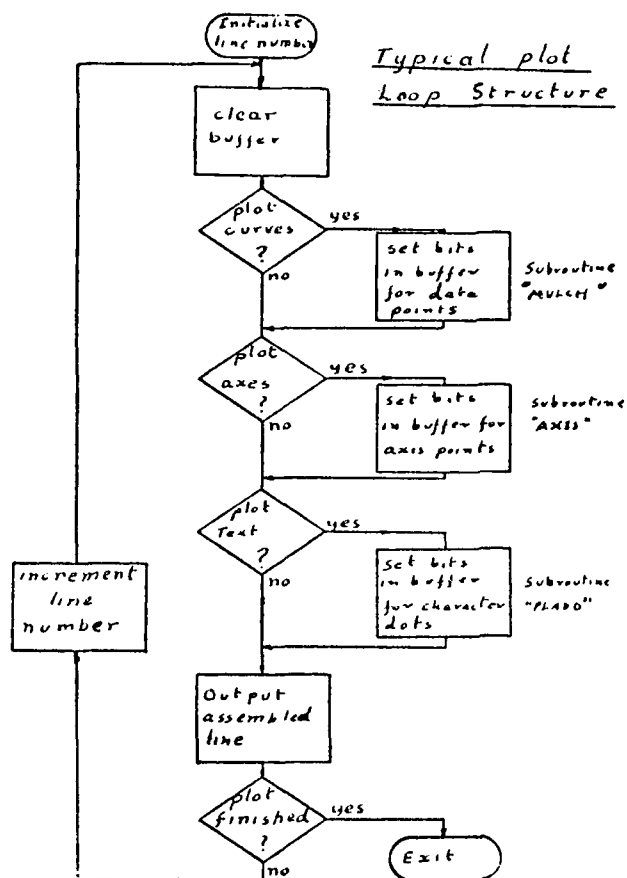 Initialize
line number
Typical plot
Loop Structure
clear
buffer
plot
curves
?
yes
no
set bits
in buffer
for data
points
Subroutine
"MULCH"
plot
axes
?
yes
no
set bits
in buffer for
axis points
Subroutine
"AXIS"
plot
Text
?
yes
no
set bits
in buffer
for character
dots
Subroutine
increment
line
number
Output
assembled
line
plot
finished
?
yes
no
Exit